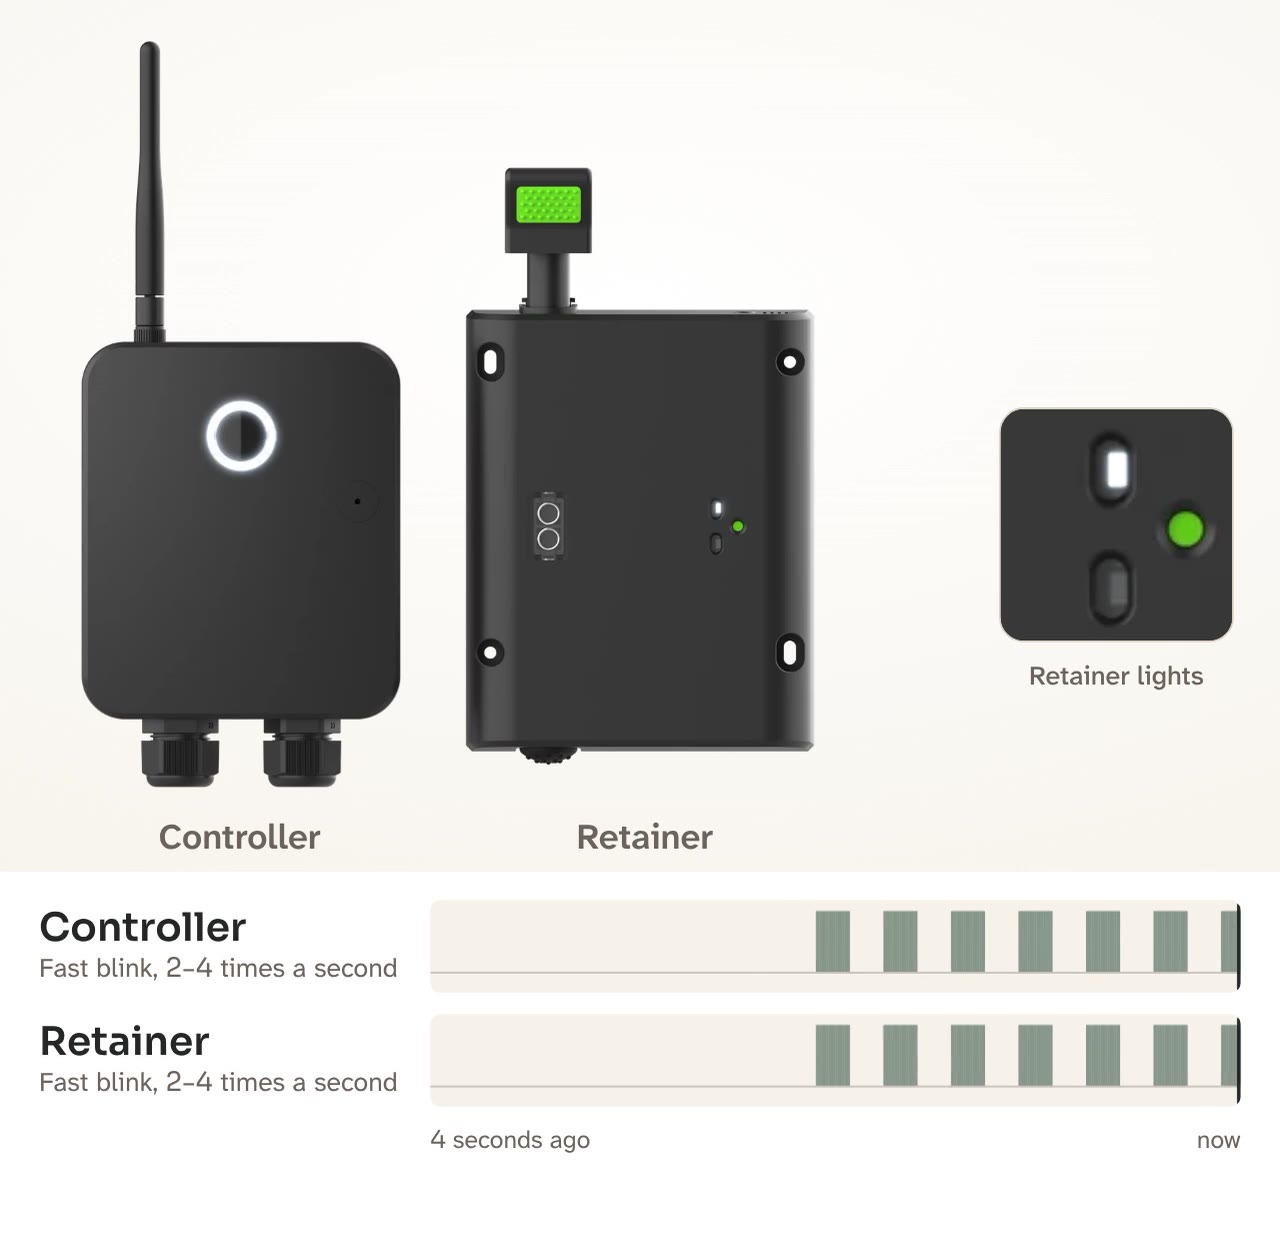 Retainer lights
Controller
Retainer
Controller
Fast blink, 2–4 times a second
Retainer
Fast blink, 2–4 times a second
4 seconds ago
now